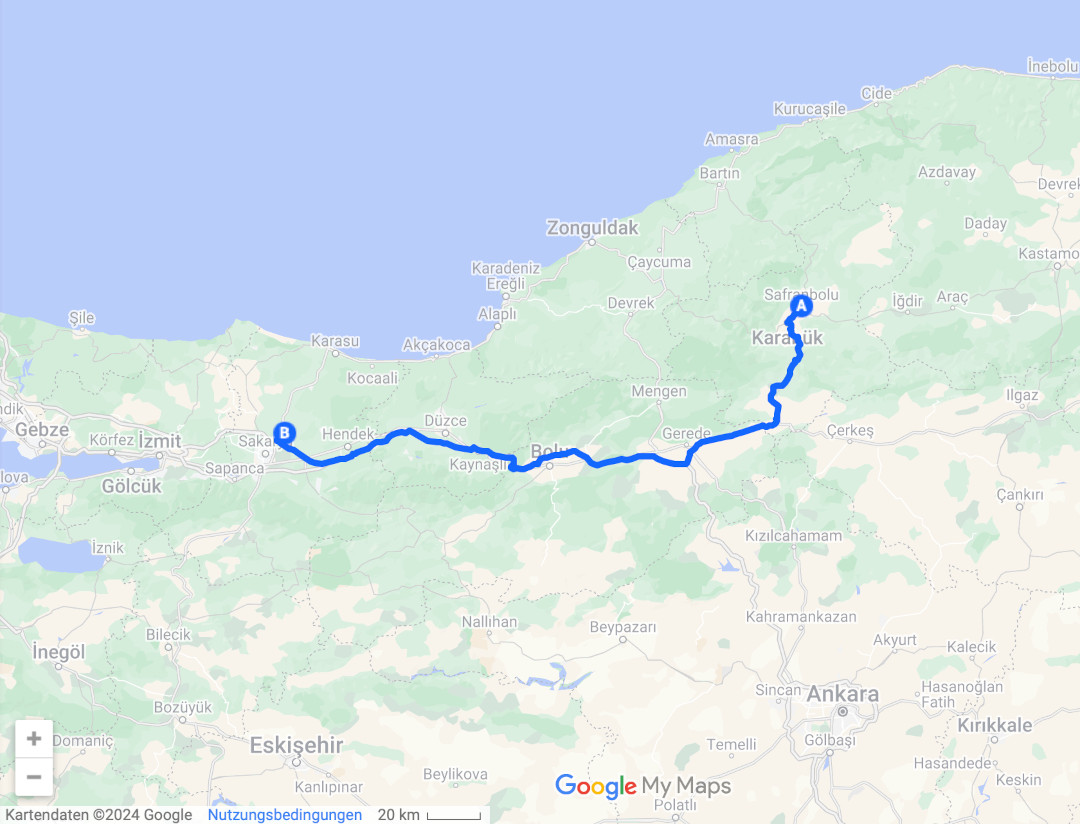 İnebolu
Cide
Kurucaşile
Amasra
Bartın
Azdavay
Devrek
Zonguldak
Daday
Kastamo
Çaycuma
Karadeniz
Ereğli
Safranbolu
A
İğdir
Araç
Devrek
Alaplı
Şile
Karasu
Akçakoca
Karabük
Kocaali
Mengen
Ilgaz
ndik
Gebze
Körfez
İzmit
B
Saka
Hendek
Düzce
Gerede
Çerkeş
Sapanca
Kaynaşlı
Bolu
lova
Gölcük
Çankırı
İznik
Kızılcahamam
Nallıhan
Beypazarı
Kahramankazan
Bilecik
Akyurt
Kalecik
İnegöl
Sincan
Ankara
Hasanoğlan
Fatih
Bozüyük
Kırıkkale
Domaniç
Eskişehir
Temelli
Gölbaşı
Hasandede
Beylikova
Kanlıpınar
Keskin
Polatlı
+
−
Google My Maps
Kartendaten ©2024 Google Nutzungsbedingungen 20 km